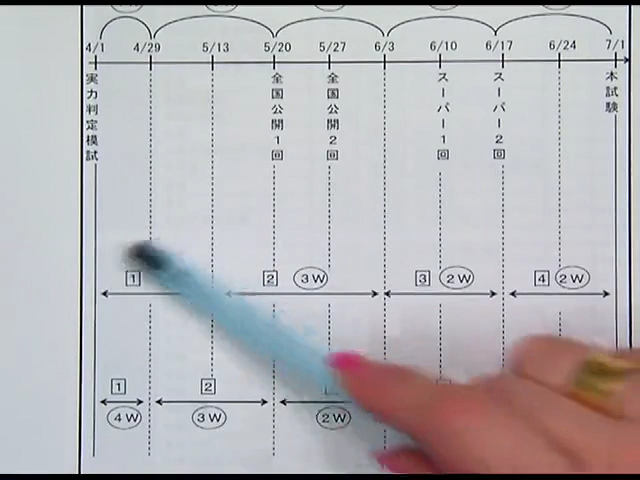 4/1 4/29 5/13 5/20 5/27 6/3 6/10 6/17 6/24 7/1
実力判定模試
全国公開1回
全国公開2回
スーパー1回
スーパー2回
本試験
1 2 3W 3 2W 4 2W
1 2
4W 3W 2W